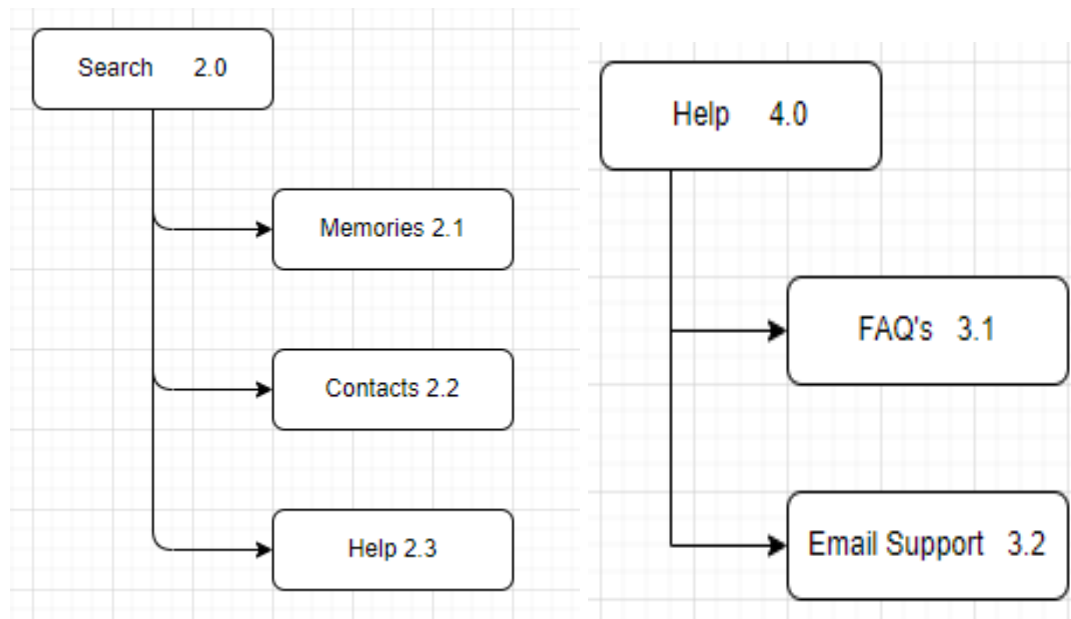 Search 2.0
Memories 2.1
Contacts 2.2
Help 2.3
Help 4.0
FAQ's 3.1
Email Support 3.2